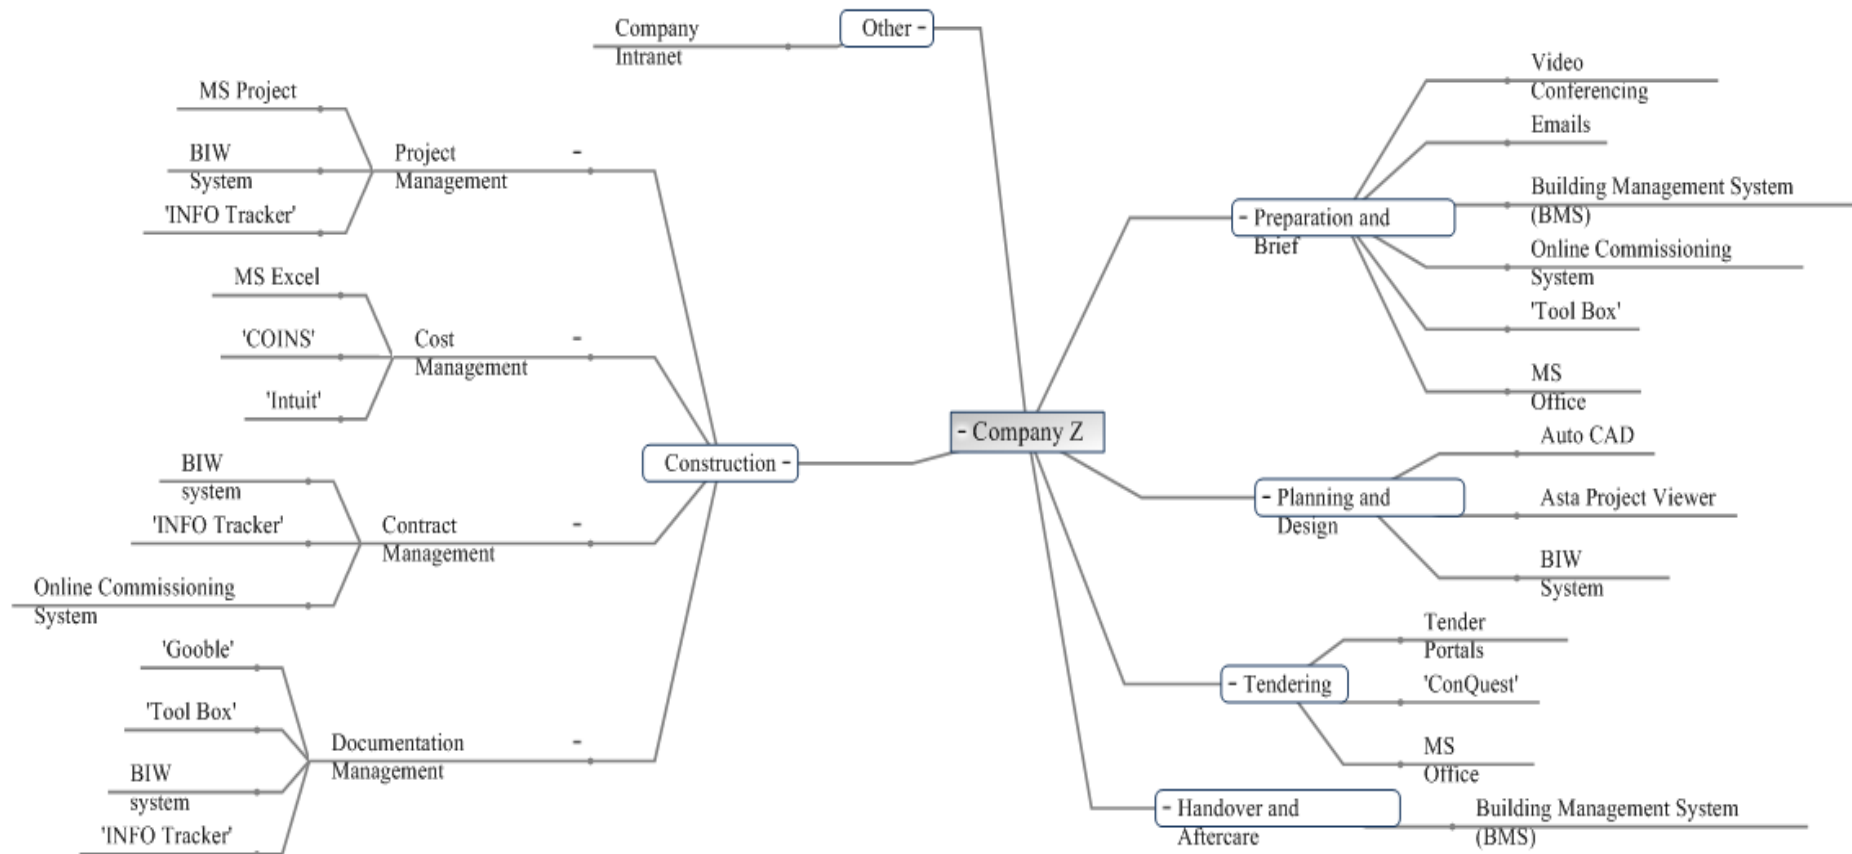 Other -
Company
Intranet
MS Project
BIW
System
'INFO Tracker'
Project -
Management
MS Excel
'COINS'
'Intuit'
Cost -
Management
BIW
system
'INFO Tracker'
Online Commissioning
System
Contract -
Management
'Gooble'
'Tool Box'
BIW
system
'INFO Tracker'
Documentation -
Management
Construction -
- Company Z
- Preparation and
Brief
Video
Conferencing
Emails
Building Management System
(BMS)
Online Commissioning
System
'Tool Box'
MS
Office
- Planning and
Design
Auto CAD
Asta Project Viewer
BIW
System
- Tendering
Tender
Portals
'ConQuest'
MS
Office
- Handover and
Aftercare
Building Management System
(BMS)